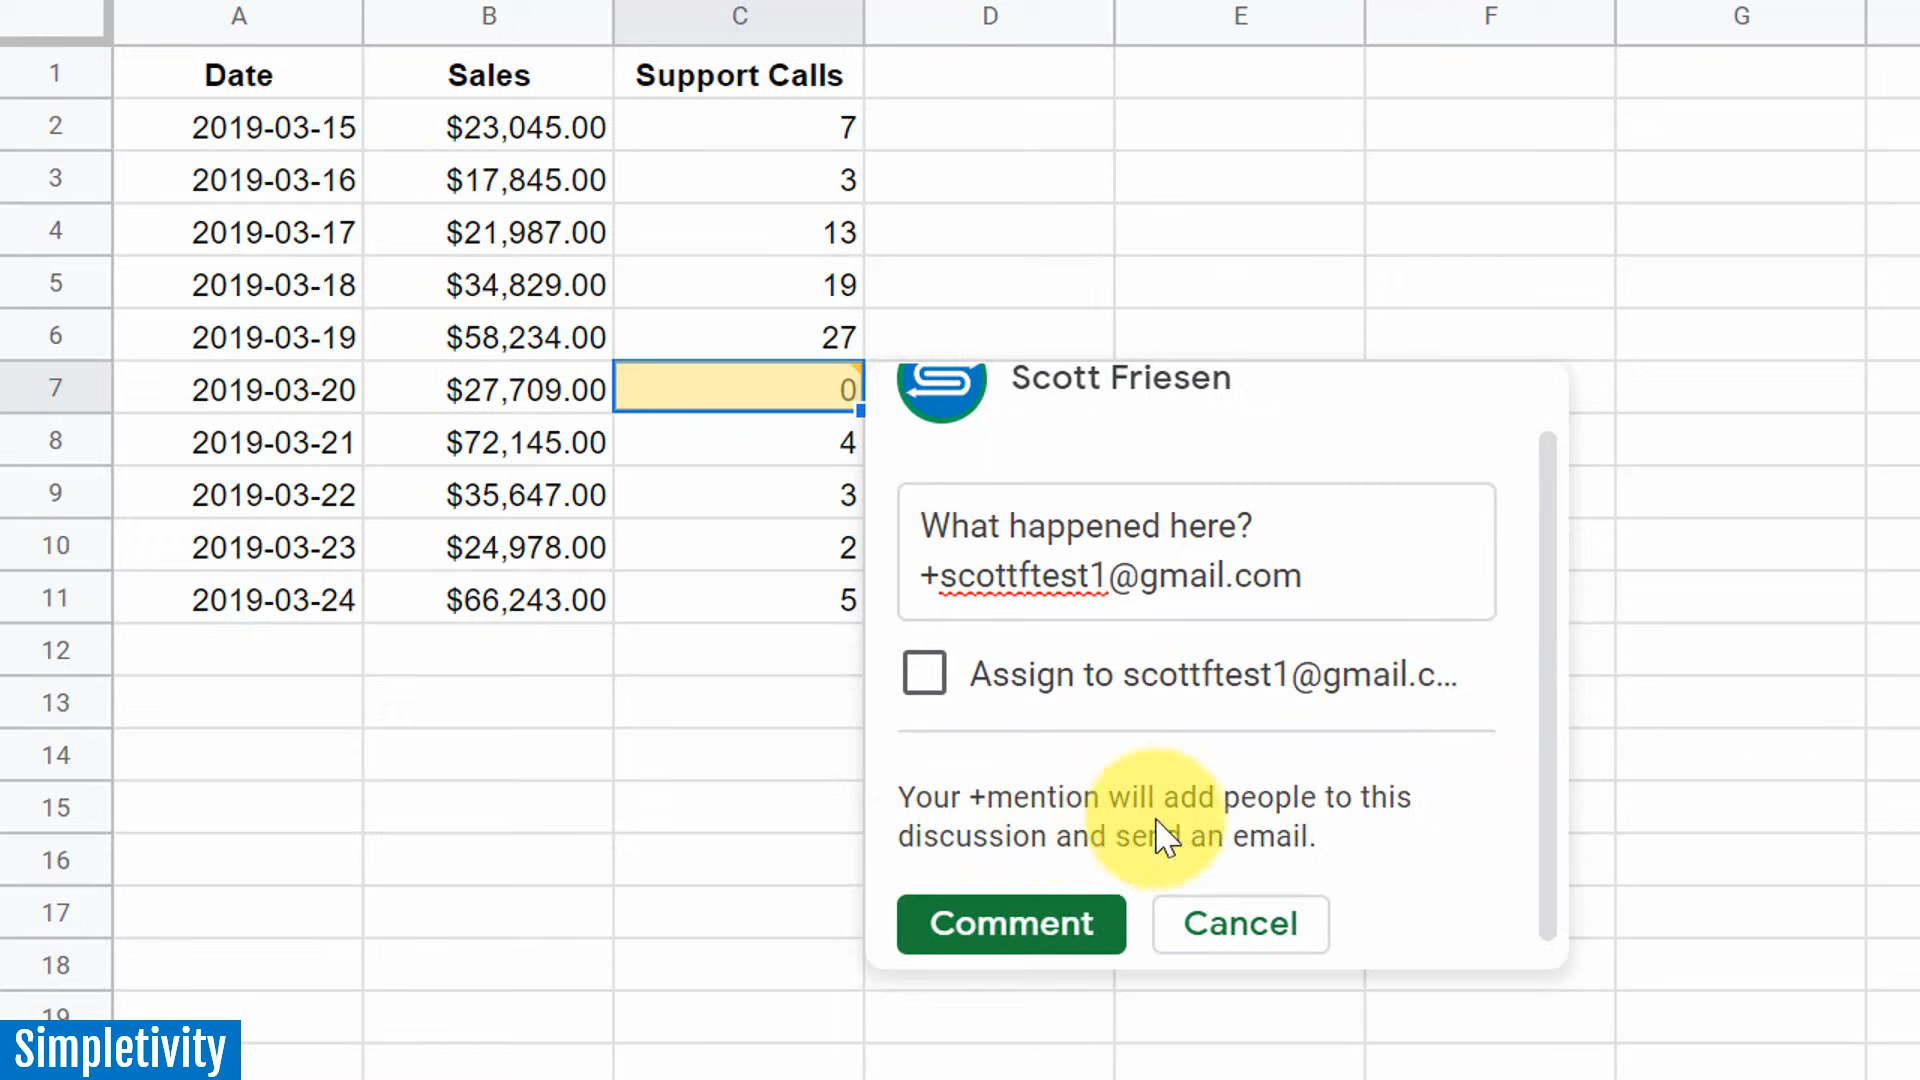 A B C D E F G
1 Date Sales Support Calls
2 2019-03-15 $23,045.00 7
3 2019-03-16 $17,845.00 3
4 2019-03-17 $21,987.00 13
5 2019-03-18 $34,829.00 19
6 2019-03-19 $58,234.00 27
7 2019-03-20 $27,709.00 0
8 2019-03-21 $72,145.00 4
9 2019-03-22 $35,647.00 3
10 2019-03-23 $24,978.00 2
11 2019-03-24 $66,243.00 5
12
13
14
15
16
17
18
19
Scott Friesen
What happened here?
+scottftest1@gmail.com
Assign to scottftest1@gmail.c...
Your +mention will add people to this
discussion and send an email.
Comment Cancel
Simpletivity